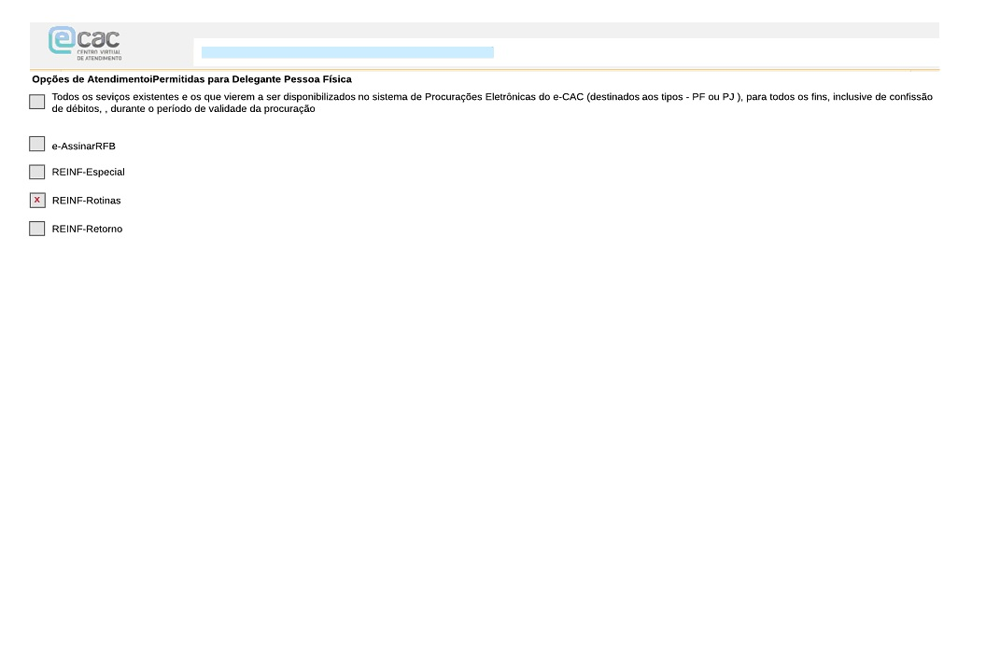 ecac
CENTRO VIRTUAL
DE ATENDIMENTO
Opções de AtendimentoiPermitidas para Delegante Pessoa Física
Todos os seviços existentes e os que vierem a ser disponibilizados no sistema de Procurações Eletrônicas do e-CAC (destinados aos tipos - PF ou PJ ), para todos os fins, inclusive de confissão
de débitos, , durante o período de validade da procuração
e-AssinarRFB
REINF-Especial
x REINF-Rotinas
REINF-Retorno